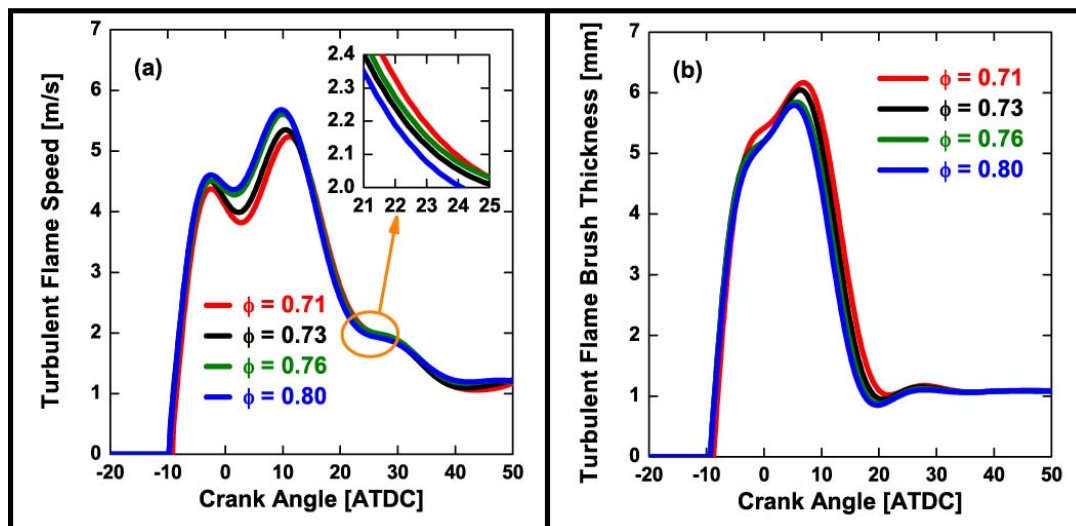 (a)
Turbulent Flame Speed [m/s]
7
6
5
4
3
2
1
0
-20 -10 0 10 20 30 40 50
Crank Angle [ATDC]
ϕ = 0.71
ϕ = 0.73
ϕ = 0.76
ϕ = 0.80
2.4
2.3
2.2
2.1
2.0
21 22 23 24 25
(b)
Turbulent Flame Brush Thickness [mm]
7
6
5
4
3
2
1
0
-20 -10 0 10 20 30 40 50
Crank Angle [ATDC]
ϕ = 0.71
ϕ = 0.73
ϕ = 0.76
ϕ = 0.80